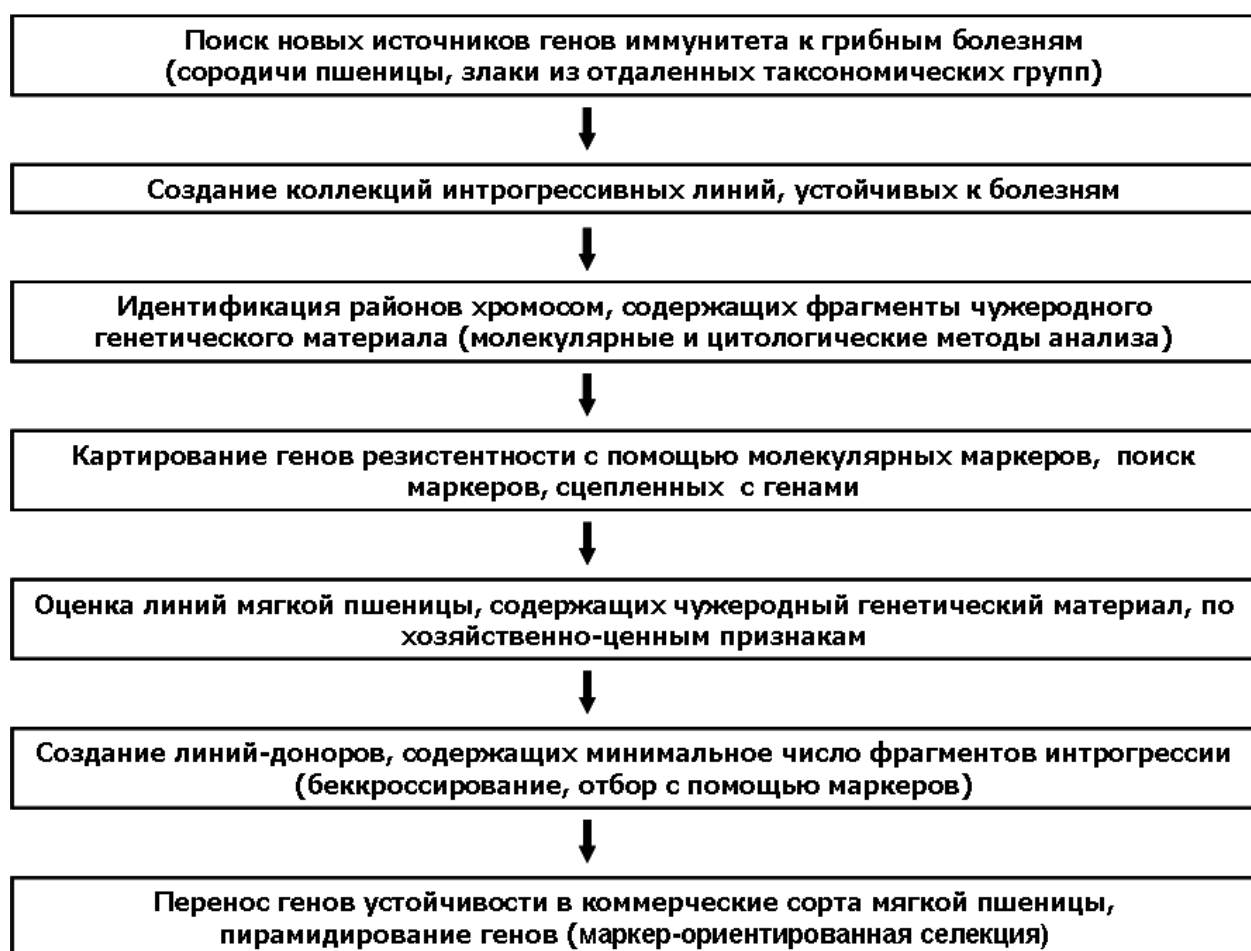 Поиск новых источников генов иммунитета к грибным болезням
(сородичи пшеницы, злаки из отдаленных таксономических групп)
Создание коллекций интрогрессивных линий, устойчивых к болезням
Идентификация районов хромосом, содержащих фрагменты чужеродного
генетического материала (молекулярные и цитологические методы анализа)
Картирование генов резистентности с помощью молекулярных маркеров, поиск
маркеров, сцепленных с генами
Оценка линий мягкой пшеницы, содержащих чужеродный генетический материал, по
хозяйственно-ценным признакам
Создание линий-доноров, содержащих минимальное число фрагментов интрогрессии
(беккроссирование, отбор с помощью маркеров)
Перенос генов устойчивости в коммерческие сорта мягкой пшеницы,
пирамидирование генов (маркер-ориентированная селекция)